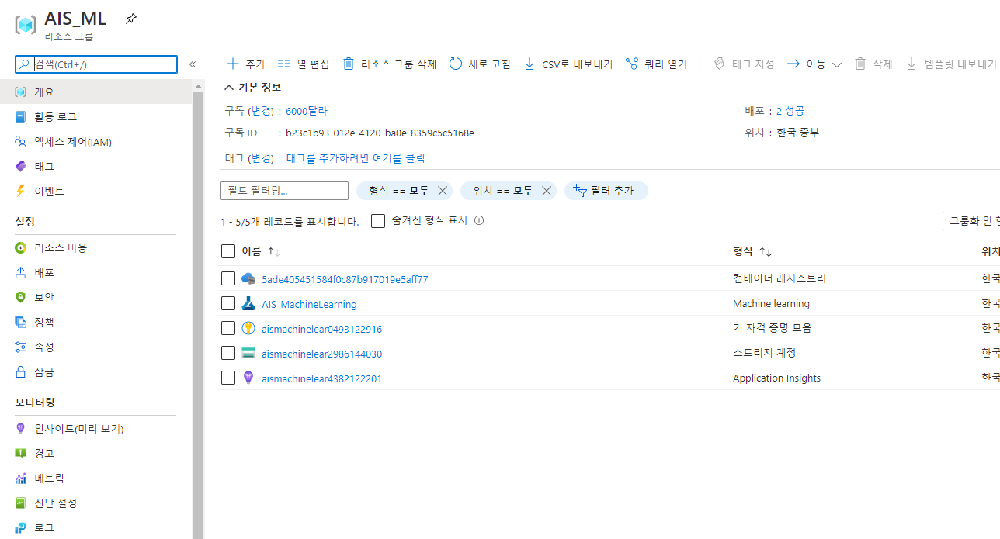 AIS_ML
리소스 그룹
검색(Ctrl+/)
«
추가 열 편집 리소스 그룹 삭제 새로 고침 CSV로 내보내기 쿼리 열기 태그 지정 이동 삭제 템플릿 내보내기
개요
활동 로그
액세스 제어(IAM)
태그
이벤트
설정
리소스 비용
배포
보안
정책
속성
잠금
모니터링
인사이트(미리 보기)
경고
메트릭
진단 설정
로그
기본 정보
구독 (변경) : 6000달라 배포 : 2 성공
구독 ID : b23c1b93-012e-4120-ba0e-8359c5c5168e 위치 : 한국 중부
태그 (변경) : 태그를 추가하려면 여기를 클릭
필드 필터링... 형식 == 모두 위치 == 모두 필터 추가
1 - 5/5개 레코드를 표시합니다. 숨겨진 형식 표시 그룹화 안
이름 형식 위치
5ade405451584f0c87b917019e5aff77 컨테이너 레지스트리 한국
AIS_MachineLearning Machine learning 한국
aismachinelear0493122916 키 자격 증명 모음 한국
aismachinelear2986144030 스토리지 계정 한국
aismachinelear4382122201 Application Insights 한국